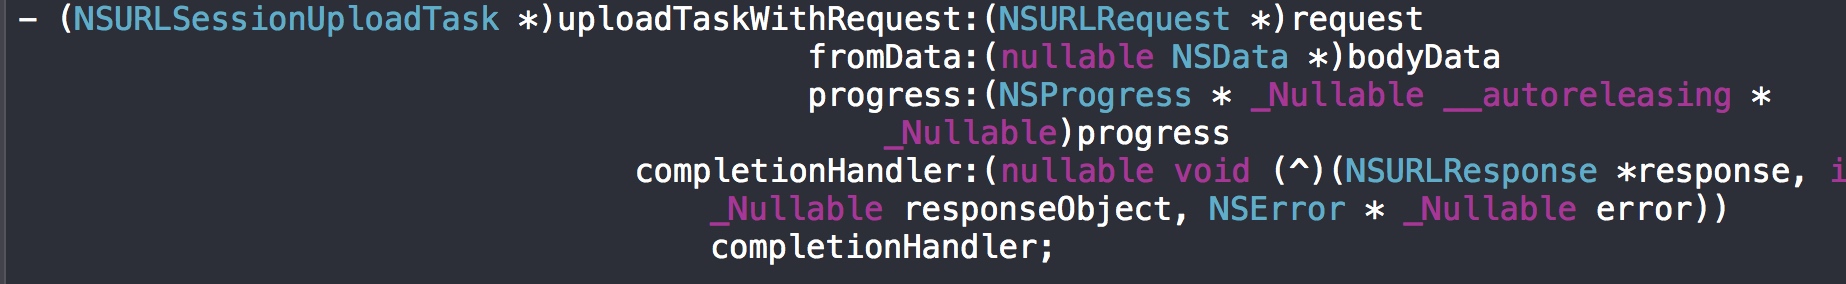 - (NSURLSessionUploadTask *)uploadTaskWithRequest:(NSURLRequest *)request
fromData:(nullable NSData *)bodyData
progress:(NSProgress * _Nullable __autoreleasing *
_Nullable)progress
completionHandler:(nullable void (^)(NSURLResponse *response,
_Nullable responseObject, NSError * _Nullable error))
completionHandler;